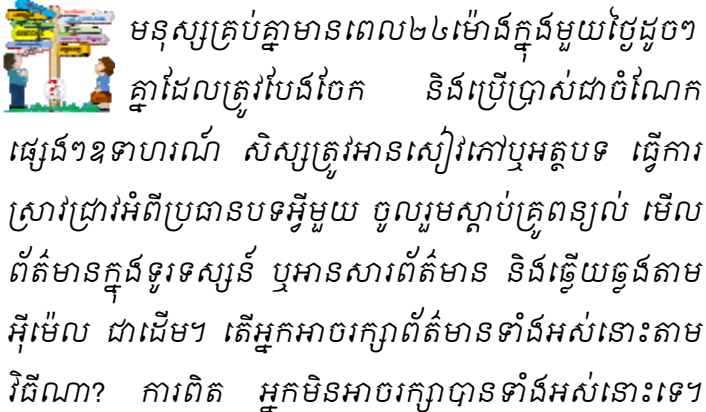 មនុស្សគ្រប់គ្នាមានពេល២៤ម៉ោងក្នុងមួយថ្ងៃដូចៗ
គ្នាដែលត្រូវបែងចែក និងប្រើប្រាស់ជាចំណែក
ផ្សេងៗឧទាហរណ៍ សិស្សត្រូវអានសៀវភៅឬអត្ថបទ ធ្វើការ
ស្រាវជ្រាវអំពីប្រធានបទអ្វីមួយ ចូលរួមស្តាប់គ្រូពន្យល់ មើល
ព័ត៌មានក្នុងទូរទស្សន៍ ឬអានសារព័ត៌មាន និងឆ្លើយឆ្លងតាម
អ៊ីម៉េល ជាដើម។ តើអ្នកអាចរក្សាព័ត៌មានទាំងអស់នោះតាម
វិធីណា? ការពិត អ្នកមិនអាចរក្សាបានទាំងអស់នោះទេ។